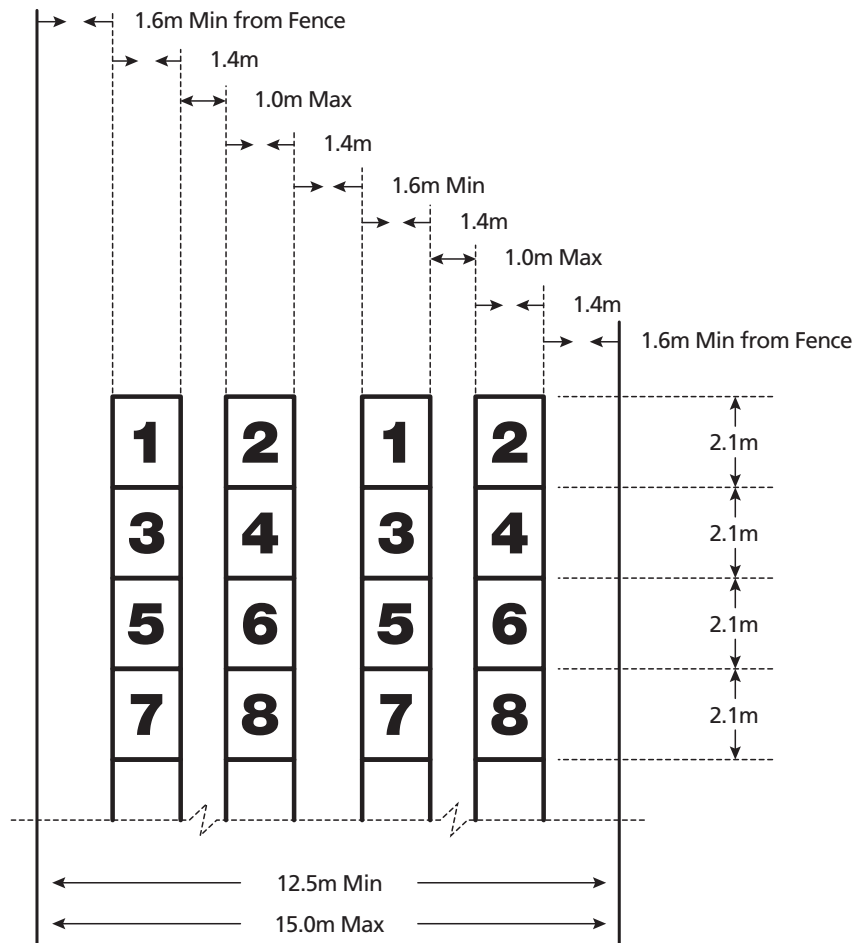 1.6m Min from Fence
1.4m
1.0m Max
1.4m
1.6m Min
1.4m
1.0m Max
1.4m
1.6m Min from Fence
1 2 1 2
2.1m
3 4 3 4
2.1m
5 6 5 6
2.1m
7 8 7 8
2.1m
12.5m Min
15.0m Max